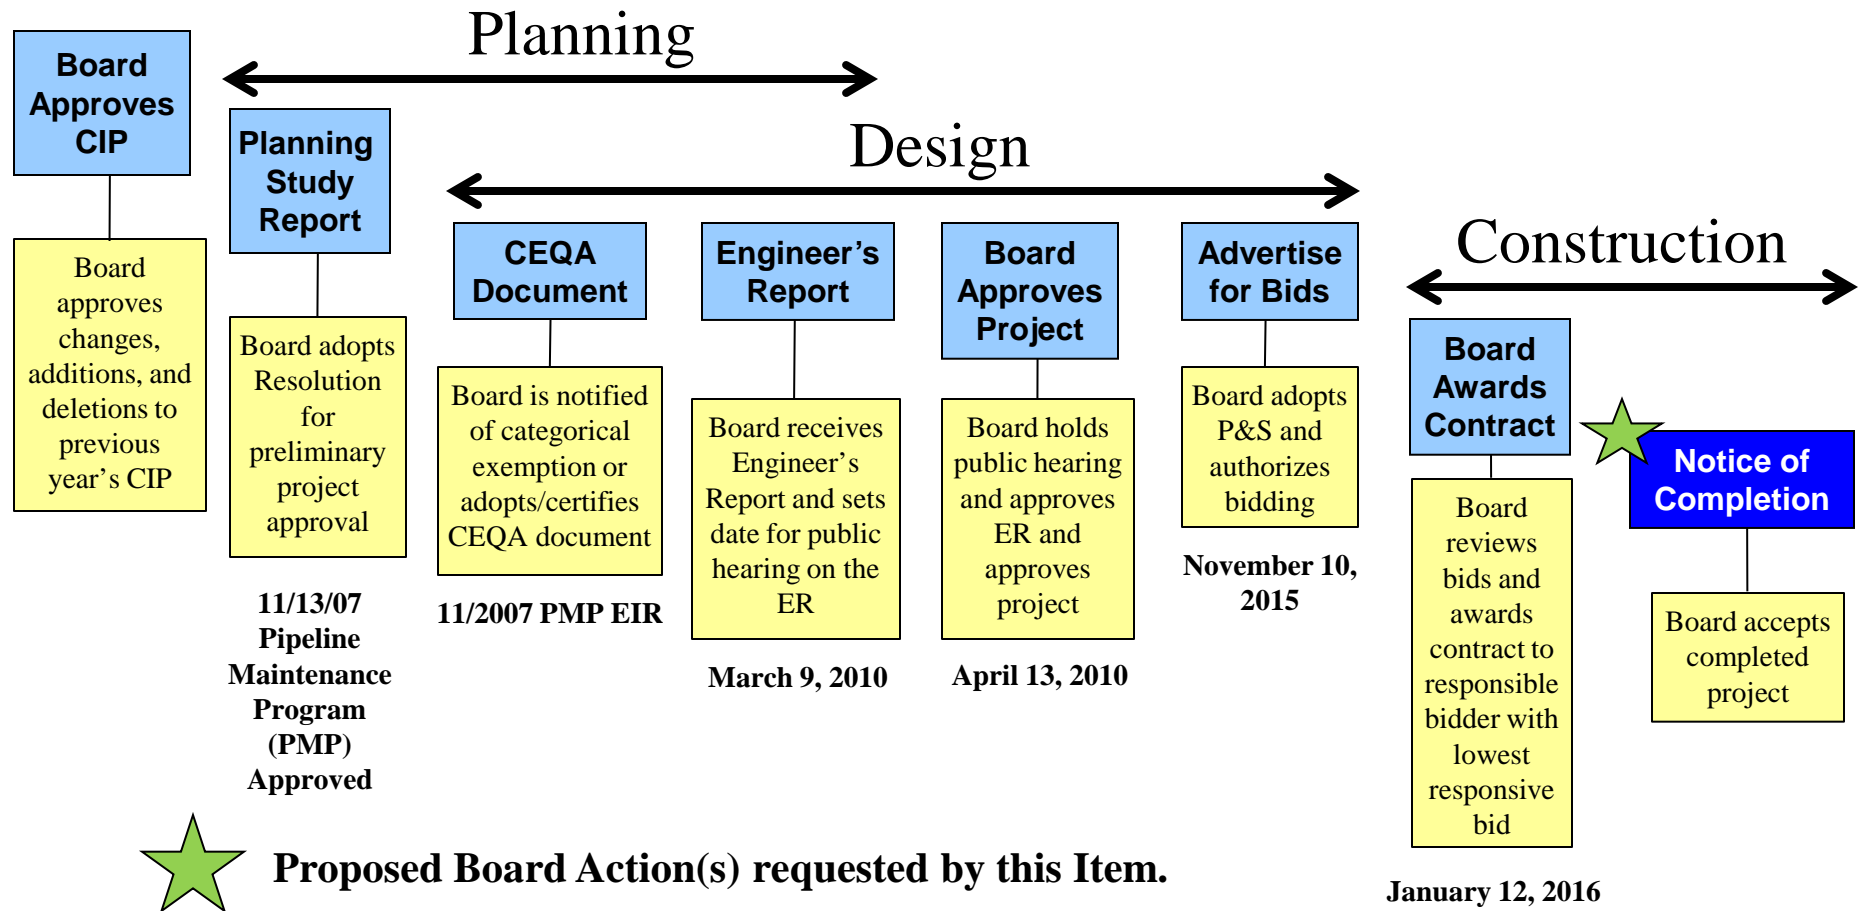 Planning
Board
Approves
CIP
Board
approves
changes,
additions, and
deletions to
previous
year's CIP
Planning
Study
Report
Board adopts
Resolution
for
preliminary
project
approval
11/13/07
Pipeline
Maintenance
Program
(PMP)
Approved
Design
CEQA
Document
Board is notified
of categorical
exemption or
adopts/certifies
CEQA document
11/2007 PMP EIR
Engineer's
Report
Board receives
Engineer's
Report and sets
date for public
hearing on the
ER
March 9, 2010
Board
Approves
Project
Board holds
public hearing
and approves
ER and
approves
project
April 13, 2010
Advertise
for Bids
Board adopts
P&S and
authorizes
bidding
November 10,
2015
Construction
Board
Awards
Contract
Board
reviews
bids and
awards
contract to
responsible
bidder with
lowest
responsive
bid
January 12, 2016
Notice of
Completion
Board accepts
completed
project
Proposed Board Action(s) requested by this Item.